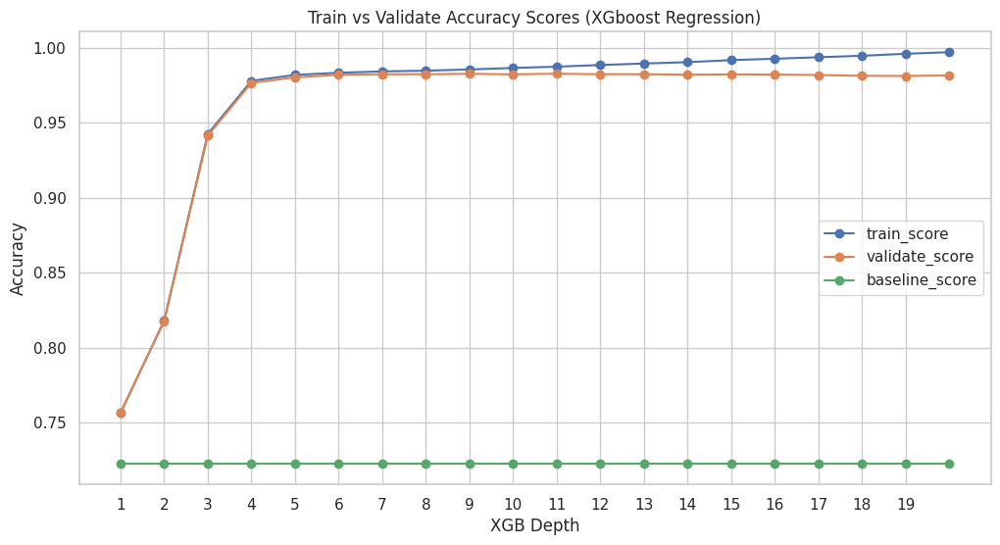 Train vs Validate Accuracy Scores (XGboost Regression)
Accuracy
1.00
0.95
0.90
0.85
0.80
0.75
train_score
validate_score
baseline_score
1 2 3 4 5 6 7 8 9 10 11 12 13 14 15 16 17 18 19
XGB Depth